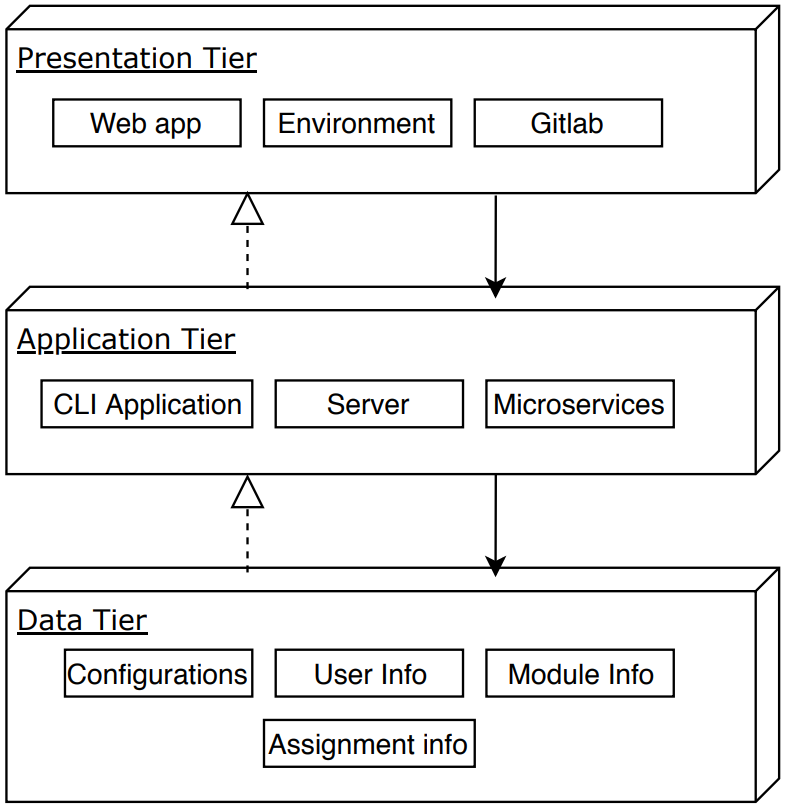 Presentation Tier
Web app
Environment
Gitlab
Application Tier
CLI Application
Server
Microservices
Data Tier
Configurations
User Info
Module Info
Assignment info